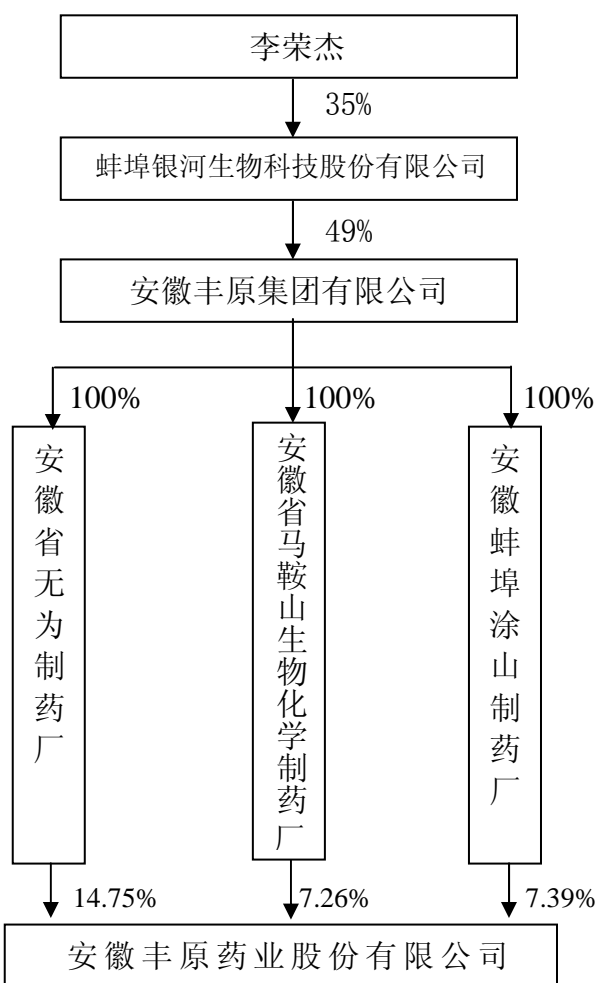 李荣杰
35%
蚌埠银河生物科技股份有限公司
49%
安徽丰原集团有限公司
100%
100%
100%
安徽省无为制药厂
安徽省马鞍山生物化学制药厂
安徽蚌埠涂山制药厂
14.75%
7.26%
7.39%
安徽丰原药业股份有限公司